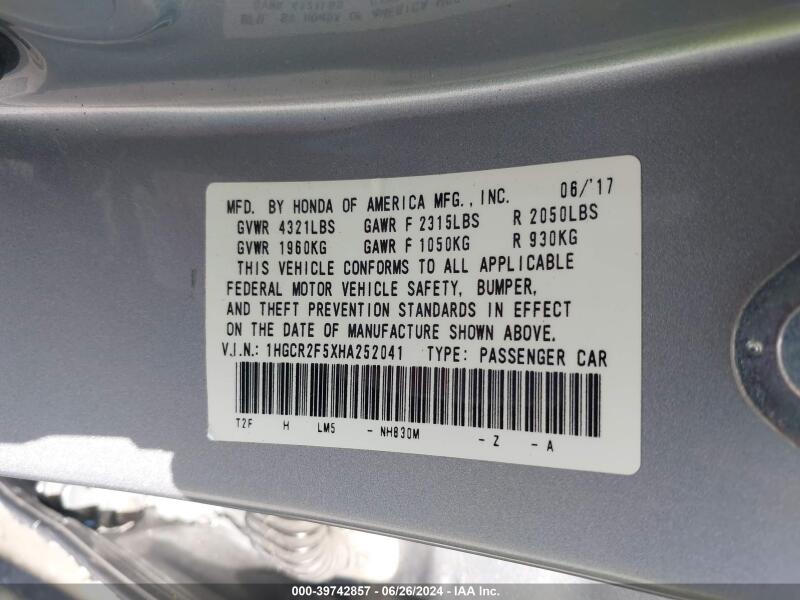 MFD. BY HONDA OF AMERICA MFG., INC. 06/'17
GVWR 4321LBS GAWR F 2315LBS R 2050LBS
GVWR 1960KG GAWR F 1050KG R 930KG
THIS VEHICLE CONFORMS TO ALL APPLICABLE
FEDERAL MOTOR VEHICLE SAFETY, BUMPER,
AND THEFT PREVENTION STANDARDS IN EFFECT
ON THE DATE OF MANUFACTURE SHOWN ABOVE.
V.I.N.: 1HGCR2F5XHA252041 TYPE: PASSENGER CAR
T2F H LM5 - NH830M - Z - A
000-39742857 - 06/26/2024 - IAA Inc.